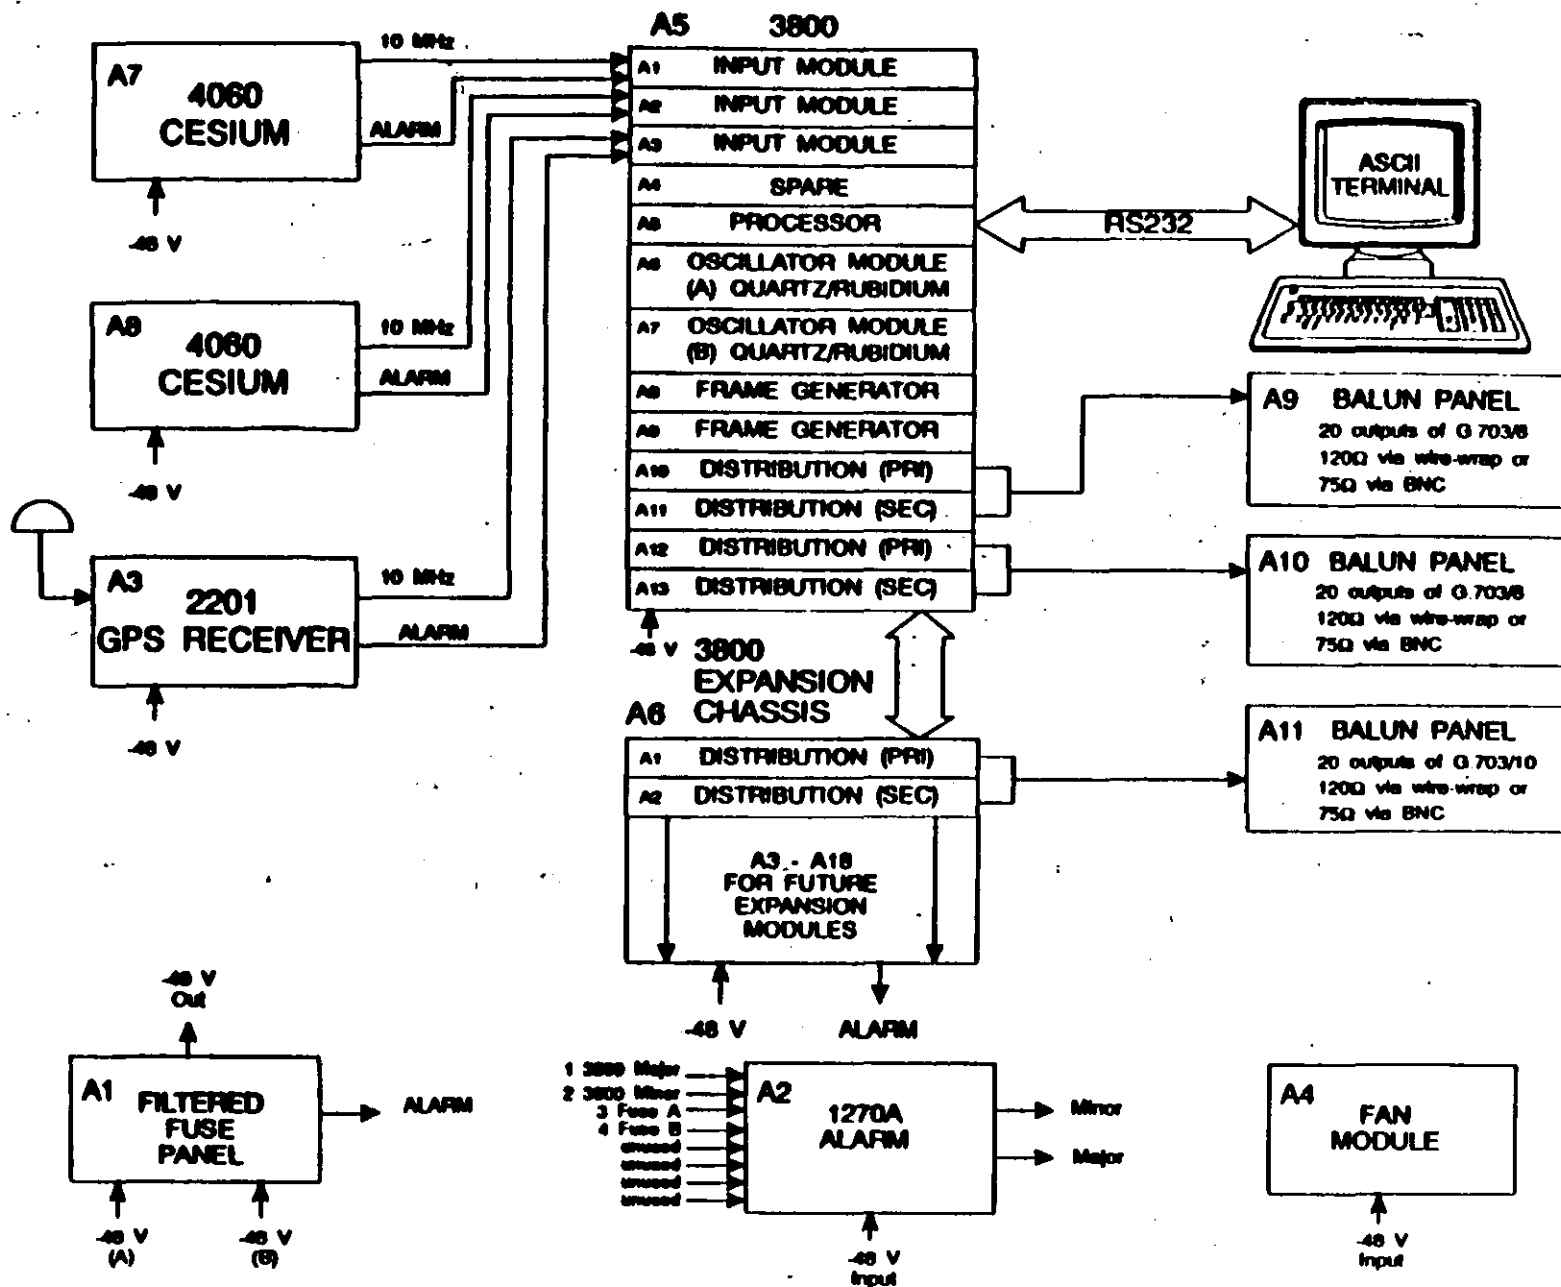 A7
4060
CESIUM
10 MHz
ALARM
-48 V
A8
4060
CESIUM
10 MHz
ALARM
-48 V
A3
2201
GPS RECEIVER
10 MHz
ALARM
-48 V
A5 3800
A1 INPUT MODULE
A2 INPUT MODULE
A3 INPUT MODULE
A4 SPARE
A5 PROCESSOR
A6 OSCILLATOR MODULE
(A) QUARTZ/RUBIDIUM
A7 OSCILLATOR MODULE
(B) QUARTZ/RUBIDIUM
A8 FRAME GENERATOR
A9 FRAME GENERATOR
A10 DISTRIBUTION (PRI)
A11 DISTRIBUTION (SEC)
A12 DISTRIBUTION (PRI)
A13 DISTRIBUTION (SEC)
-48 V
RS232
ASCII
TERMINAL
A9 BALUN PANEL
20 outputs of G.703/6
120Ω via wire-wrap or
75Ω via BNC
A10 BALUN PANEL
20 outputs of G.703/6
120Ω via wire-wrap or
75Ω via BNC
A11 BALUN PANEL
20 outputs of G.703/10
120Ω via wire-wrap or
75Ω via BNC
3800
EXPANSION
CHASSIS
A6
A1 DISTRIBUTION (PRI)
A2 DISTRIBUTION (SEC)
A3 - A18
FOR FUTURE
EXPANSION
MODULES
-48 V
ALARM
-48 V
Out
A1
FILTERED
FUSE
PANEL
ALARM
-48 V
(A)
-48 V
(B)
1 3800 Major
2 3800 Minor
3 Fuse A
4 Fuse B
unused
unused
unused
unused
A2
1270A
ALARM
Minor
Major
-48 V
Input
A4
FAN
MODULE
-48 V
Input